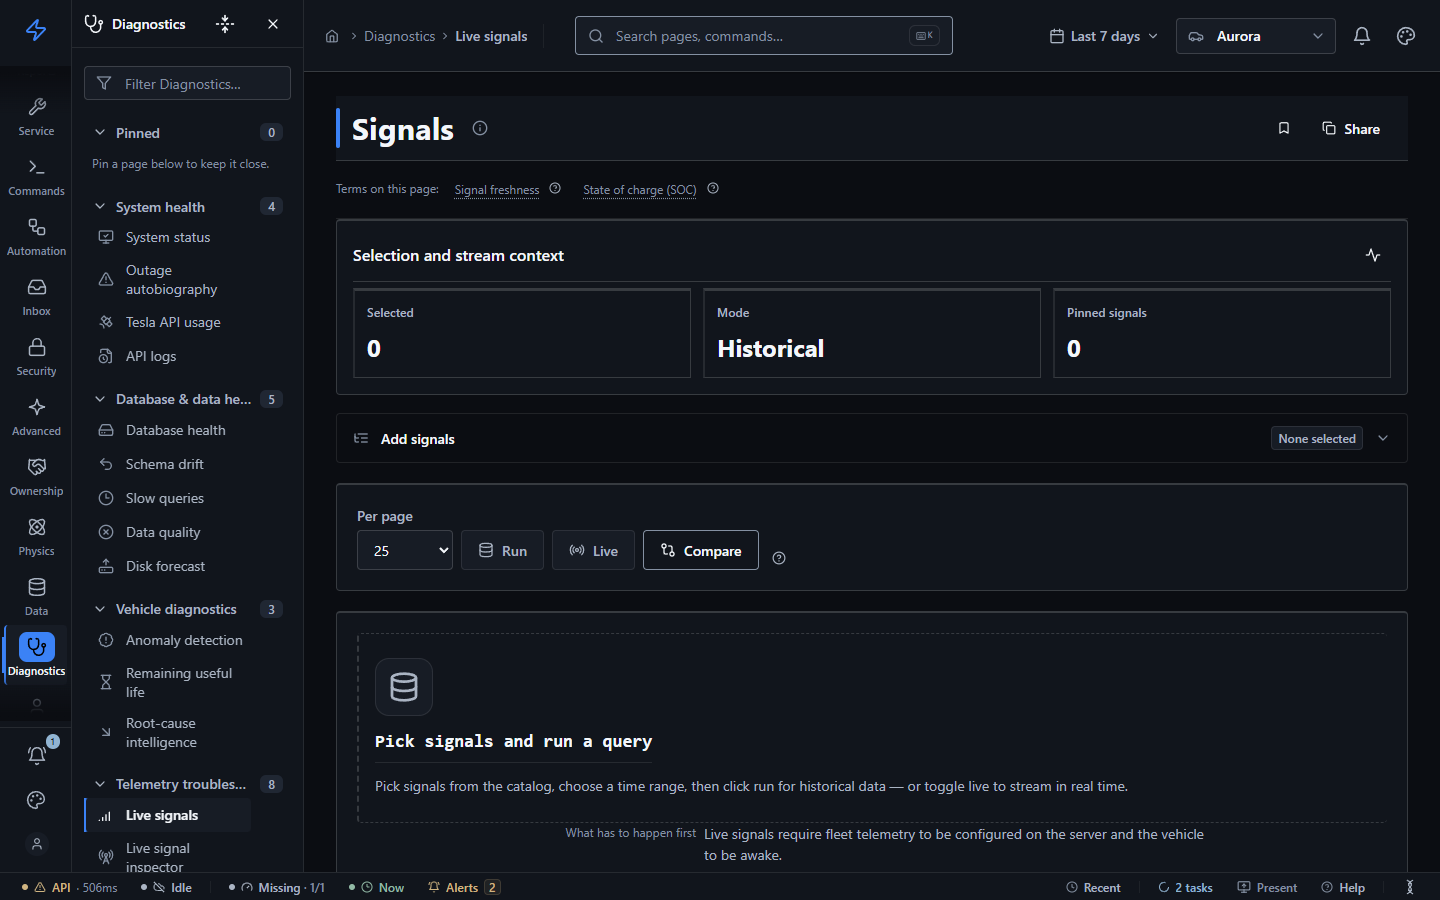 Diagnostics
Diagnostics
Live signals
Search pages, commands...
K
Last 7 days
Aurora
Service
Commands
Automation
Inbox
Security
Advanced
Ownership
Physics
Data
Diagnostics
1
Filter Diagnostics...
Pinned
0
Pin a page below to keep it close.
System health
4
System status
Outage
autobiography
Tesla API usage
API logs
Database & data he...
5
Database health
Schema drift
Slow queries
Data quality
Disk forecast
Vehicle diagnostics
3
Anomaly detection
Remaining useful
life
Root-cause
intelligence
Telemetry troubles...
8
Live signals
Live signal
inspector
Signals
Share
Terms on this page:
Signal freshness
State of charge (SOC)
Selection and stream context
Selected
0
Mode
Historical
Pinned signals
0
Add signals
None selected
Per page
25
Run
Live
Compare
Pick signals and run a query
Pick signals from the catalog, choose a time range, then click run for historical data — or toggle live to stream in real time.
What has to happen first
Live signals require fleet telemetry to be configured on the server and the vehicle
to be awake.
API · 506ms
Idle
Missing · 1/1
Now
Alerts 2
Recent
2 tasks
Present
Help